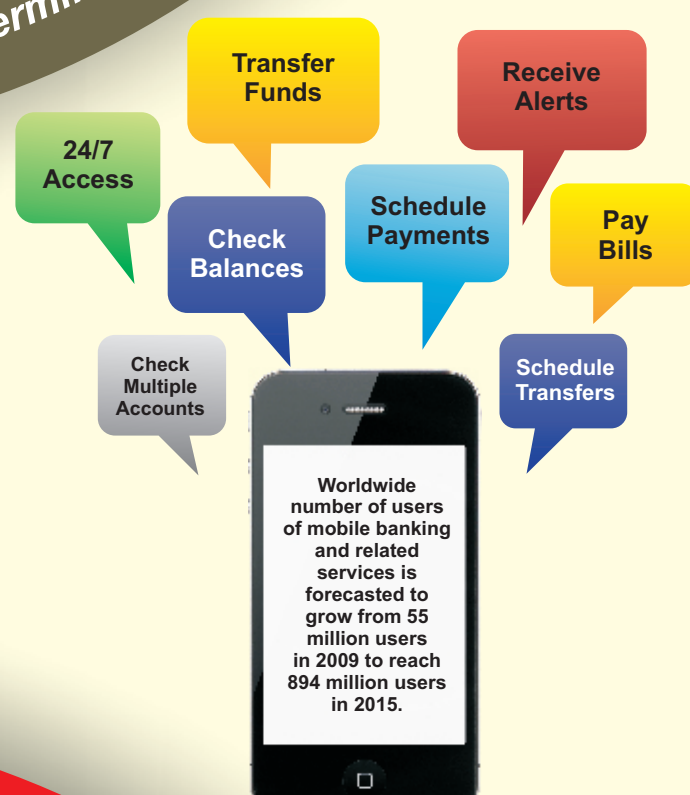 Transfer
Funds
Receive
Alerts
24/7
Access
Schedule
Payments
Check
Balances
Pay
Bills
Check
Multiple
Accounts
Schedule
Transfers
Worldwide
number of users
of mobile banking
and related
services is
forecasted to
grow from 55
million users
in 2009 to reach
894 million users
in 2015.